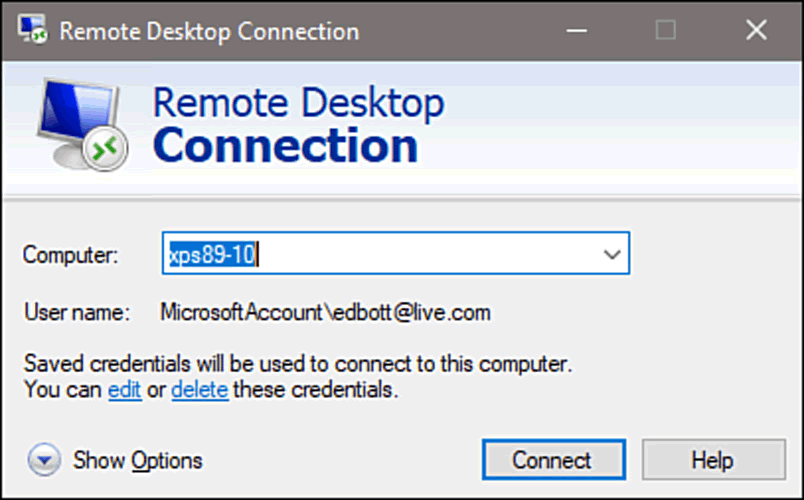 Remote Desktop Connection
Remote Desktop
Connection
Computer: xps89-10
User name: MicrosoftAccount\edbott@live.com
Saved credentials will be used to connect to this computer.
You can edit or delete these credentials.
Show Options Connect Help